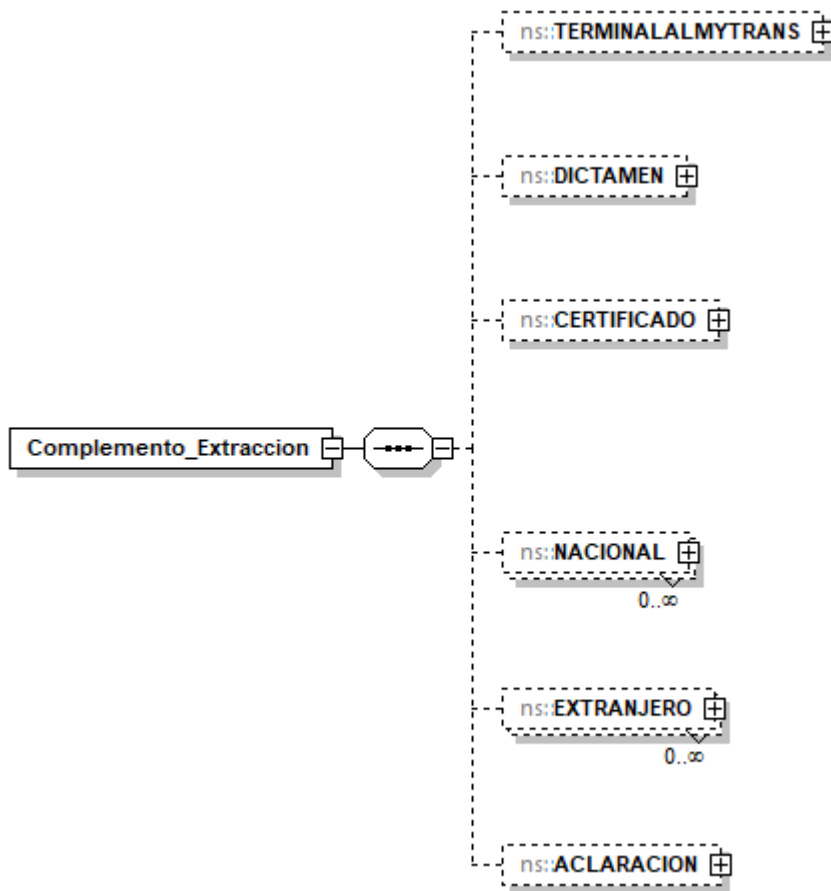 ns::TERMINALALMYTRANS
ns::DICTAMEN
ns::CERTIFICADO
Complemento_Extraccion
ns::NACIONAL
0..∞
ns::EXTRANJERO
0..∞
ns::ACLARACION